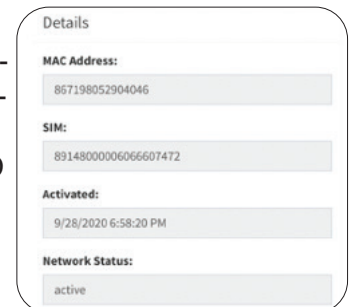 Details
MAC Address:
867198052904046
SIM:
89148000006066607472
Activated:
9/28/2020 6:58:20 PM
Network Status:
active